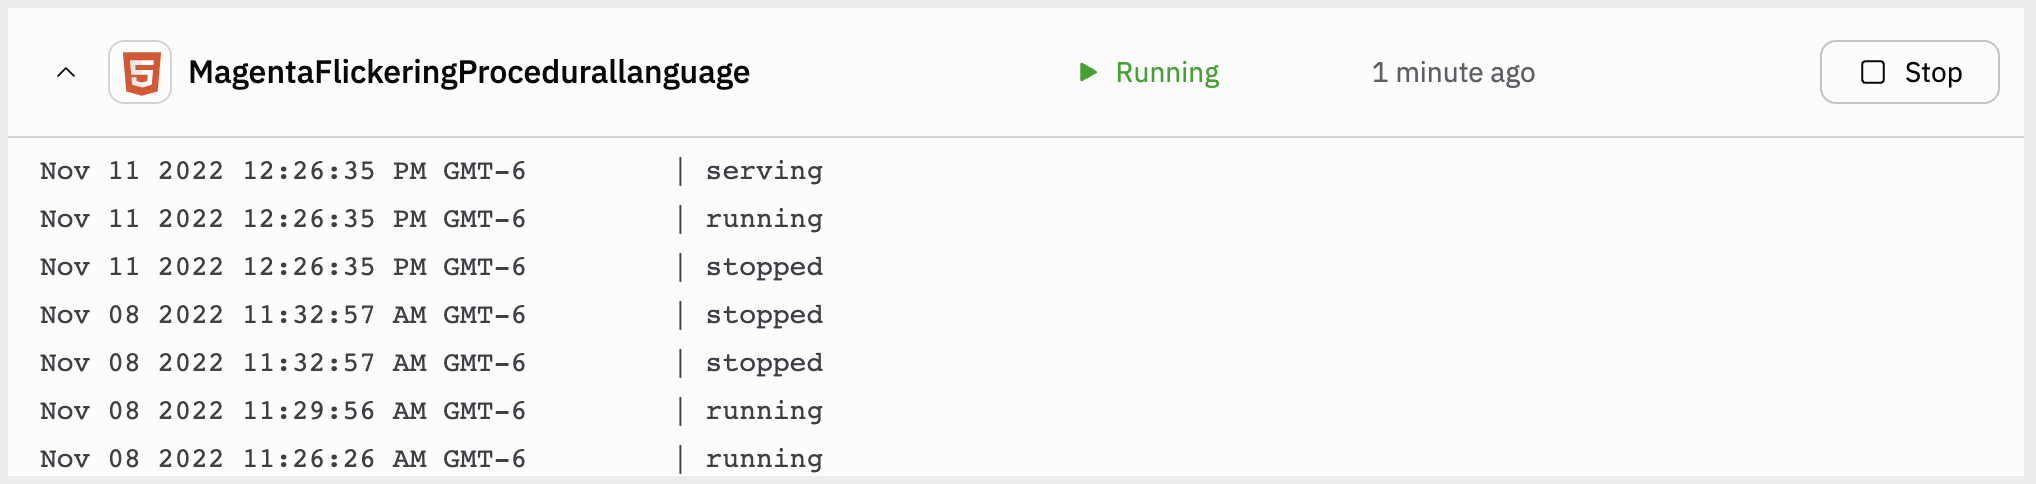 MagentaFlickeringProcedurallanguage Running 1 minute ago Stop
Nov 11 2022 12:26:35 PM GMT-6 | serving
Nov 11 2022 12:26:35 PM GMT-6 | running
Nov 11 2022 12:26:35 PM GMT-6 | stopped
Nov 08 2022 11:32:57 AM GMT-6 | stopped
Nov 08 2022 11:32:57 AM GMT-6 | stopped
Nov 08 2022 11:29:56 AM GMT-6 | running
Nov 08 2022 11:26:26 AM GMT-6 | running